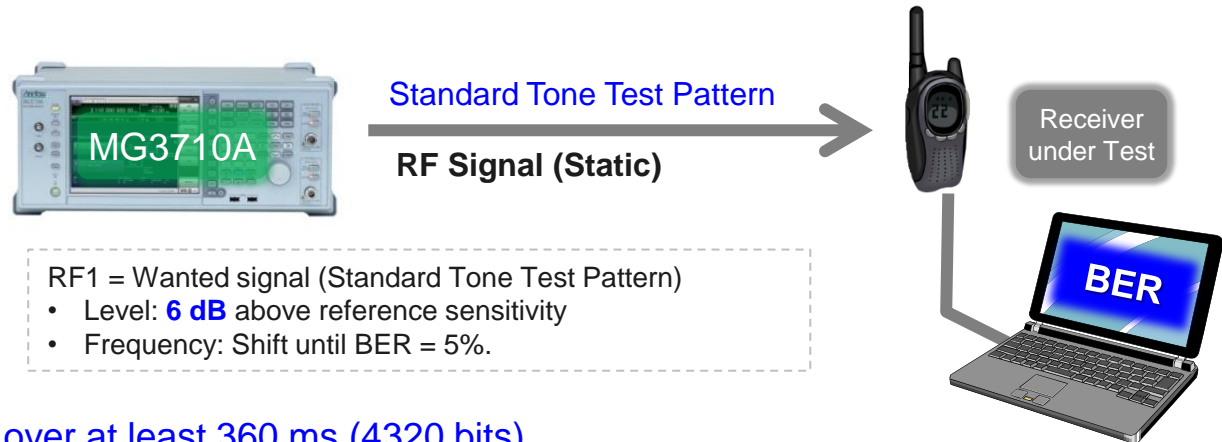 Standard Tone Test Pattern
MG3710A
RF Signal (Static)
Receiver
under Test
RF1 = Wanted signal (Standard Tone Test Pattern)
• Level: 6 dB above reference sensitivity
• Frequency: Shift until BER = 5%.
BER
over at least 360 ms (4320 bits)